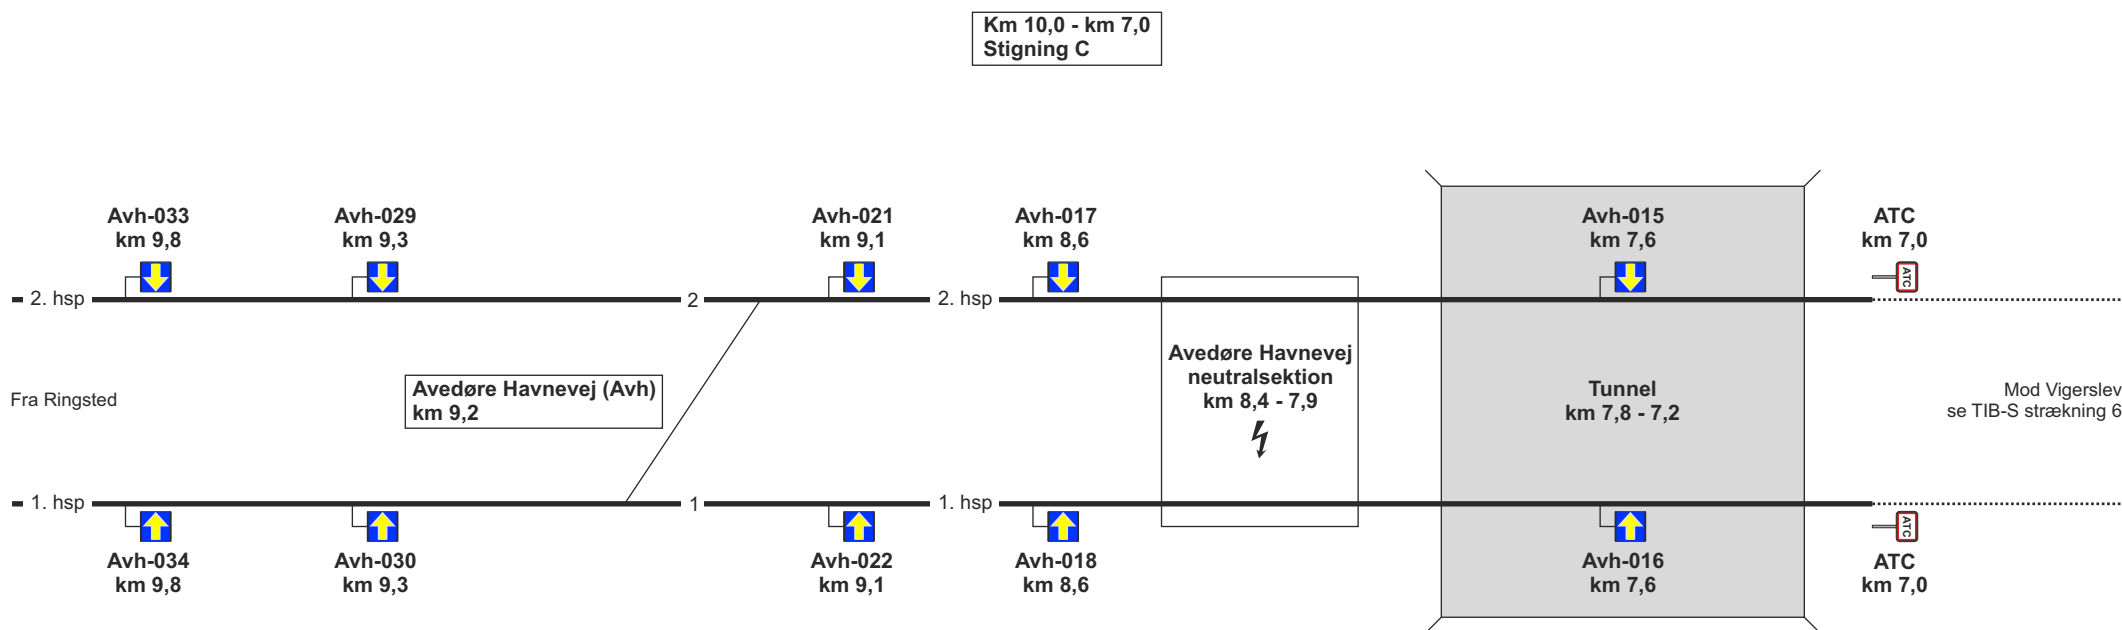 Km 10,0 - km 7,0
Stigning C
Avh-033
km 9,8
Avh-029
km 9,3
Avh-021
km 9,1
Avh-017
km 8,6
Avh-015
km 7,6
ATC
km 7,0
ATC
2. hsp
2
2. hsp
Fra Ringsted
Avedøre Havnevej (Avh)
km 9,2
Avedøre Havnevej
neutralsektion
km 8,4 - 7,9
Tunnel
km 7,8 - 7,2
Mod Vigerslev
se TIB-S strækning 6
1. hsp
1
1. hsp
ATC
Avh-034
km 9,8
Avh-030
km 9,3
Avh-022
km 9,1
Avh-018
km 8,6
Avh-016
km 7,6
ATC
km 7,0